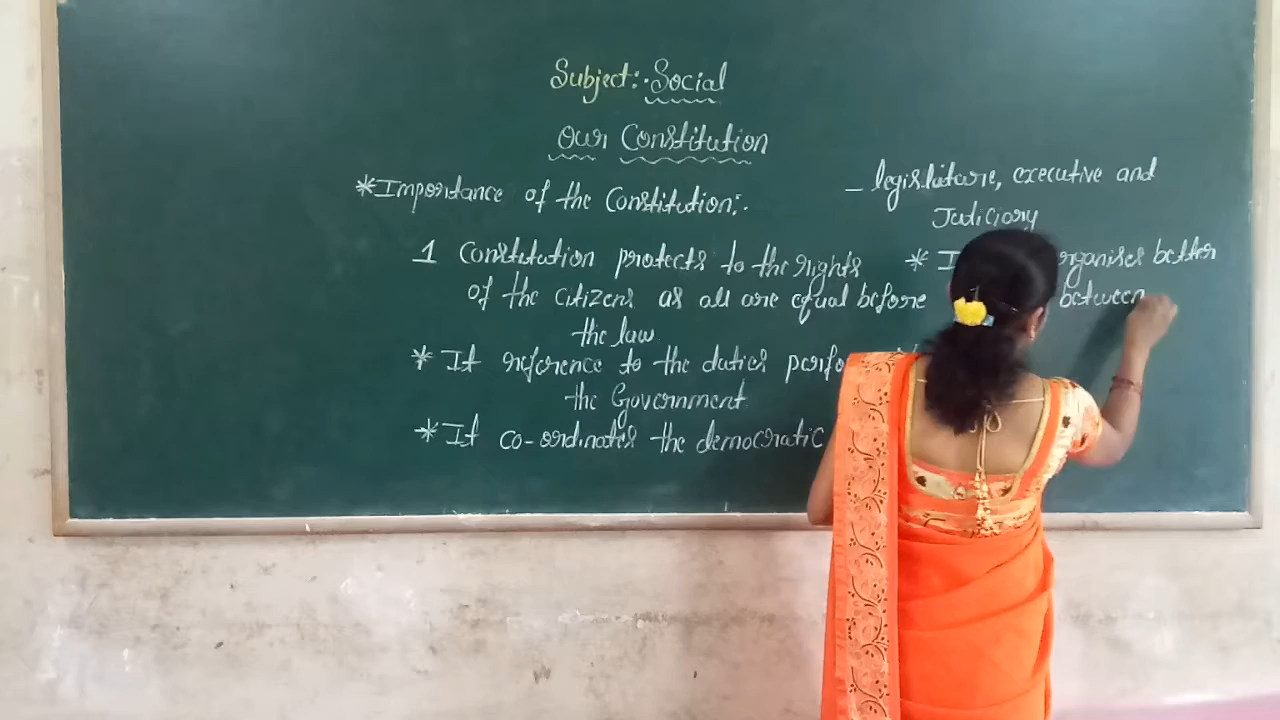 Subject:- Social
Our Constitution
*Importance of the Constitution:-
1 Constitution protects to the rights
of the citizens as all are equal before
the law
* It reference to the duties
the Government
*It co-ordinates the democratic
- legislature, executive and
Judiciary
* organises better
between